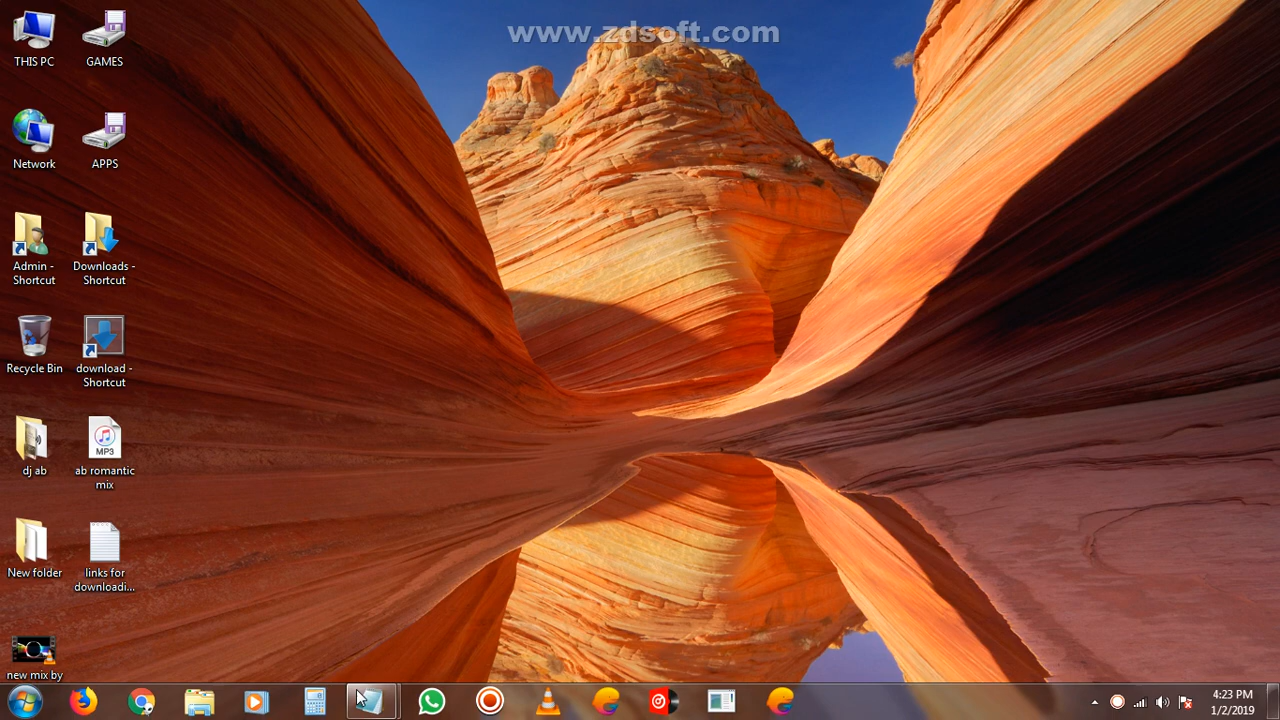 www.zdsoft.com
THIS PC
GAMES
Network
APPS
Admin -
Shortcut
Downloads -
Shortcut
Recycle Bin
download -
Shortcut
dj ab
MP3
ab romantic
mix
New folder
links for
downloadi...
new mix by
4:23 PM
1/2/2019